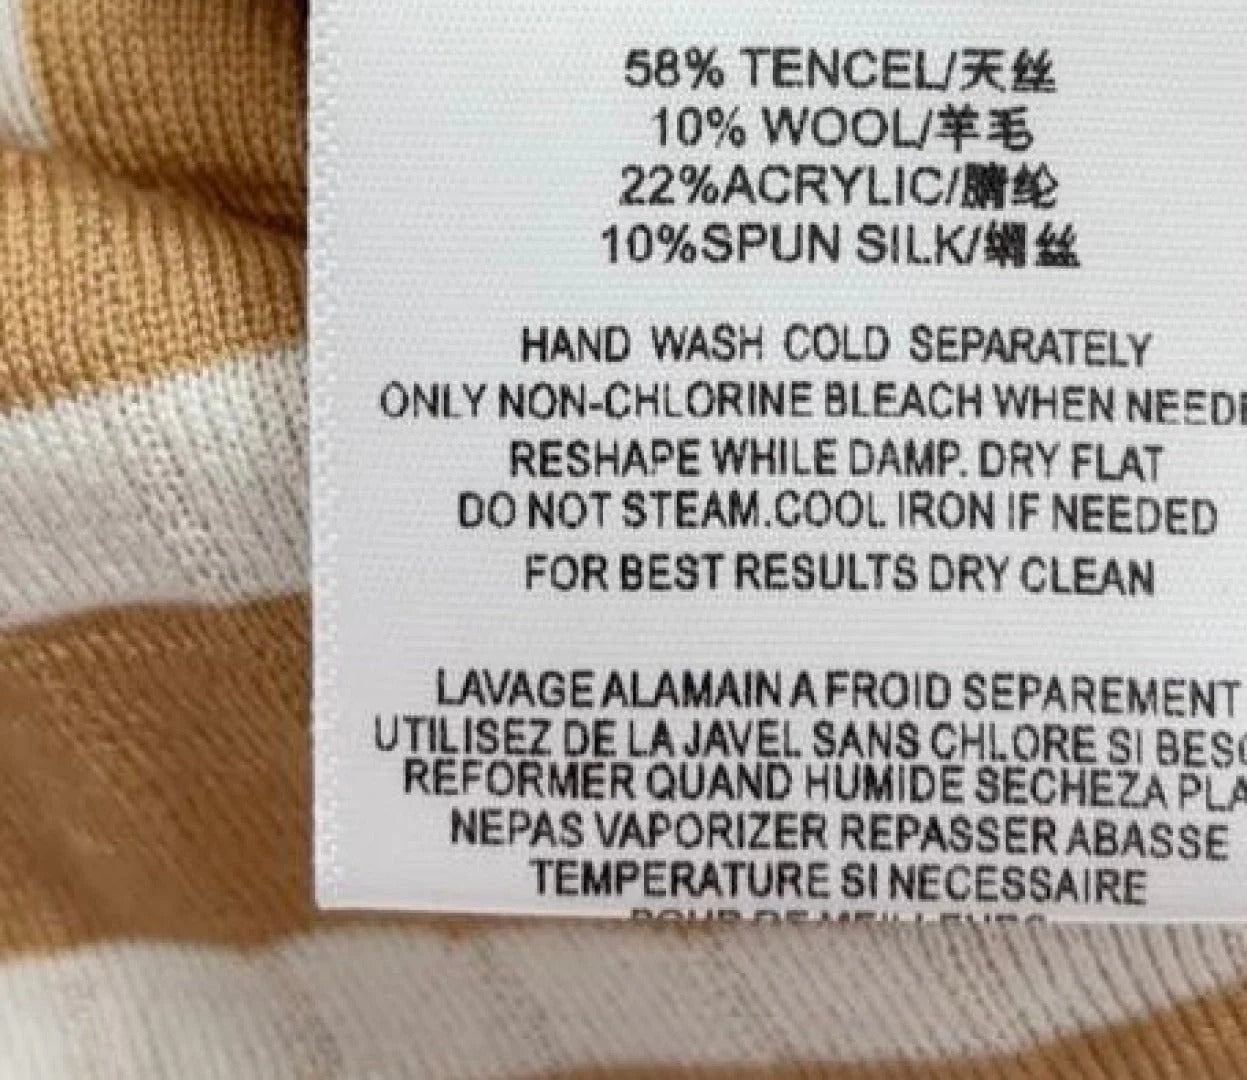 58% TENCEL/天丝
10% WOOL/羊毛
22%ACRYLIC/腈纶
10%SPUN SILK/绸丝
HAND WASH COLD SEPARATELY
ONLY NON-CHLORINE BLEACH WHEN
RESHAPE WHILE DAMP. DRY FLAT
DO NOT STEAM.COOL IRON IF NEEDED
FOR BEST RESULTS DRY CLEAN
LAVAGE ALAMAIN A FROID SEPAREMENT
UTILISEZ DE LA JAVEL SANS CHLORE SI
REFORMER QUAND HUMIDE SECHEZA
NEPAS VAPORIZER REPASSER ABASSE
TEMPERATURE SI NECESSAIRE